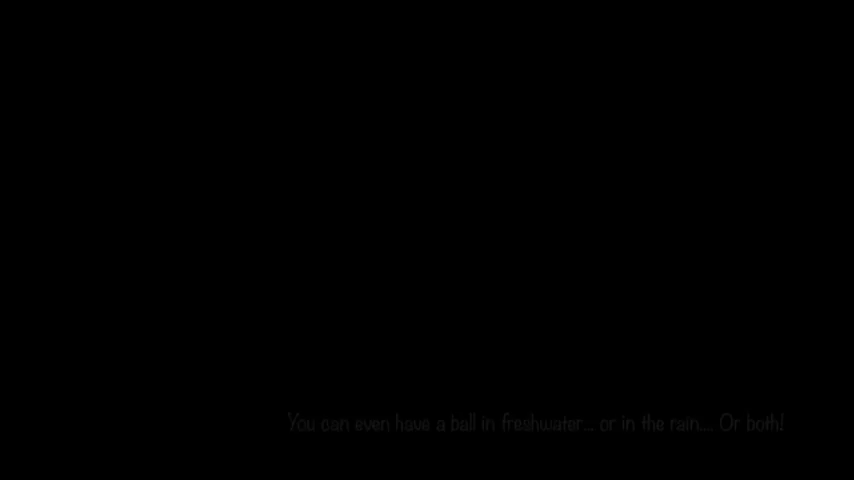 You can even have a ball in freshwater... or in the rain.... Or both!